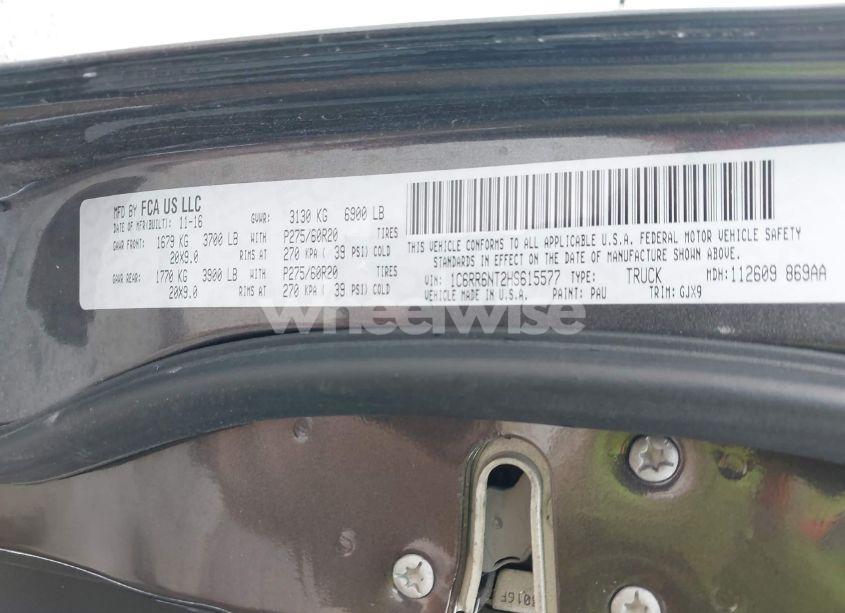 MFD BY FCA US LLC
DATE OF MFR(BUILT): 11-16 GVWR: 3130 KG 6900 LB
GAWR FRONT: 1679 KG 3700 LB WITH P275/60R20 TIRES
20X9.0 RIMS AT 270 KPA ( 39 PSI) COLD
GAWR REAR: 1770 KG 3900 LB WITH P275/60R20 TIRES
20X9.0 RIMS AT 270 KPA ( 39 PSI) COLD
THIS VEHICLE CONFORMS TO ALL APPLICABLE U.S.A. FEDERAL MOTOR VEHICLE SAFETY
STANDARDS IN EFFECT ON THE DATE OF MANUFACTURE SHOWN ABOVE.
VIN: 1C6RR6NT2HS615577 TYPE: TRUCK MDH: 112609 869AA
VEHICLE MADE IN U.S.A. PAINT: PAU TRIM: GJX9
wheelwise